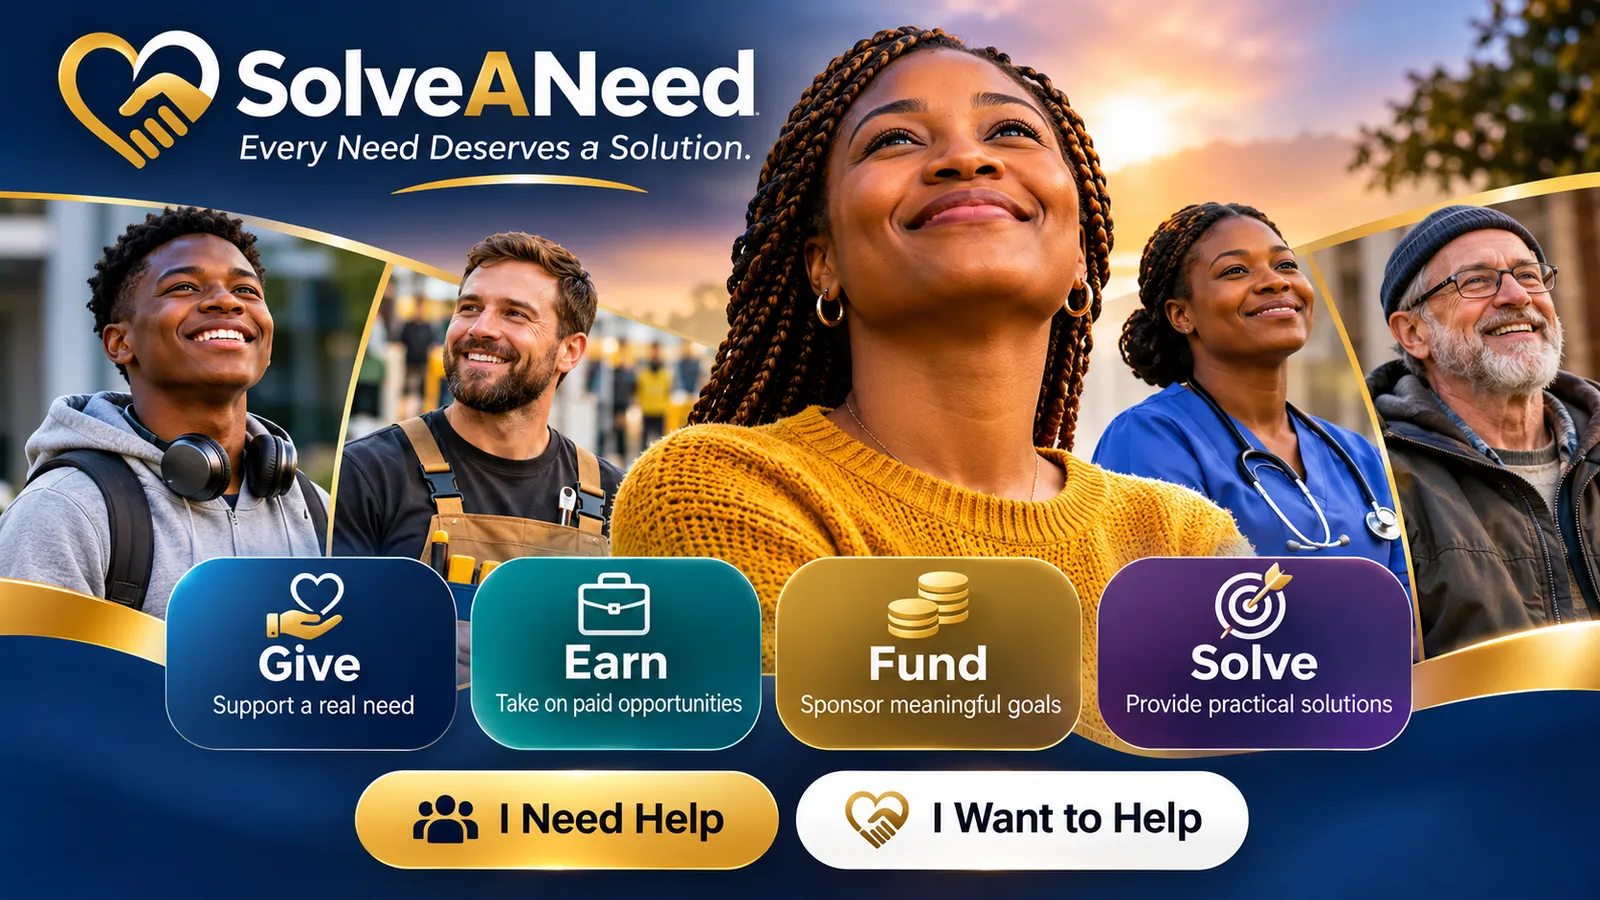 SolveANeed
Every Need Deserves a Solution.
Give
Support a real need
Earn
Take on paid opportunities
Fund
Sponsor meaningful goals
Solve
Provide practical solutions
I Need Help
I Want to Help